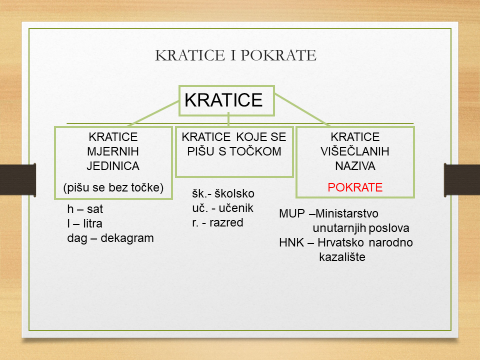 KRATICE I POKRATE
KRATICE
KRATICE
MJERNIH
JEDINICA
(pišu se bez točke)
h – sat
l – litra
dag – dekagram
KRATICE KOJE SE
PIŠU S TOČKOM
šk.- školsko
uč. - učenik
r. - razred
KRATICE
VIŠEČLANIH
NAZIVA
POKRATE
MUP –Ministarstvo
unutarnjih poslova
HNK – Hrvatsko narodno
kazalište